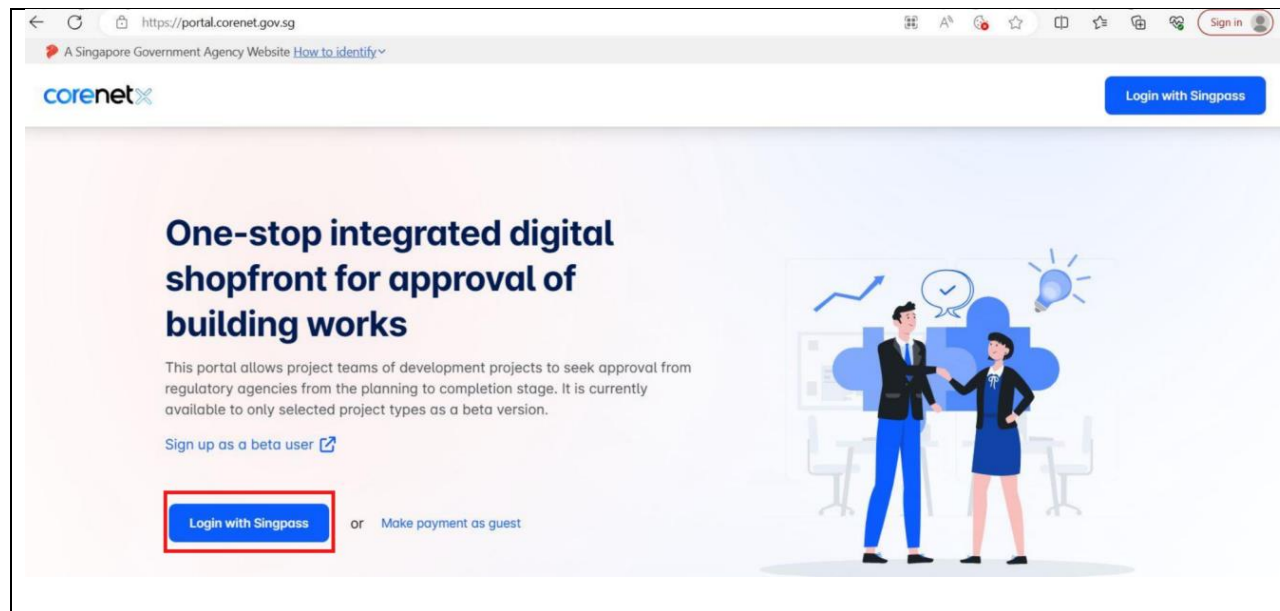 https://portal.corenet.gov.sg
Sign in
A Singapore Government Agency Website How to identify
corenetx
Login with Singpass
One-stop integrated digital
shopfront for approval of
building works
This portal allows project teams of development projects to seek approval from
regulatory agencies from the planning to completion stage. It is currently
available to only selected project types as a beta version.
Sign up as a beta user
Login with Singpass or Make payment as guest